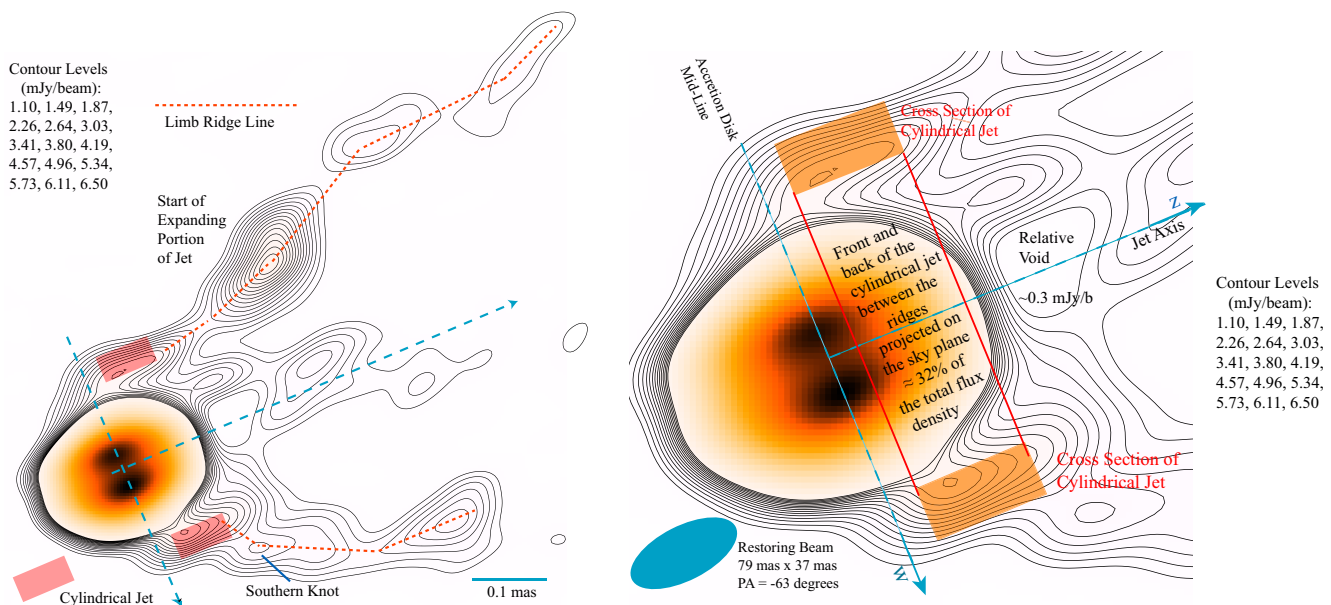 Contour Levels
(mJy/beam):
1.10, 1.49, 1.87,
2.26, 2.64, 3.03,
3.41, 3.80, 4.19,
4.57, 4.96, 5.34,
5.73, 6.11, 6.50
Limb Ridge Line
Start of
Expanding
Portion
of Jet
Cylindrical Jet
Southern Knot
0.1 mas
Accretion Disk
Mid-Line
Cross Section of
Cylindrical Jet
Front and
back of the
cylindrical jet
between the
ridges
projected on
the sky plane
≈ 32% of
the total flux
density
Relative
Void
~0.3 mJy/b
Z
Jet Axis
W
Cross Section of
Cylindrical Jet
Restoring Beam
79 mas x 37 mas
PA = -63 degrees
Contour Levels
(mJy/beam):
1.10, 1.49, 1.87,
2.26, 2.64, 3.03,
3.41, 3.80, 4.19,
4.57, 4.96, 5.34,
5.73, 6.11, 6.50